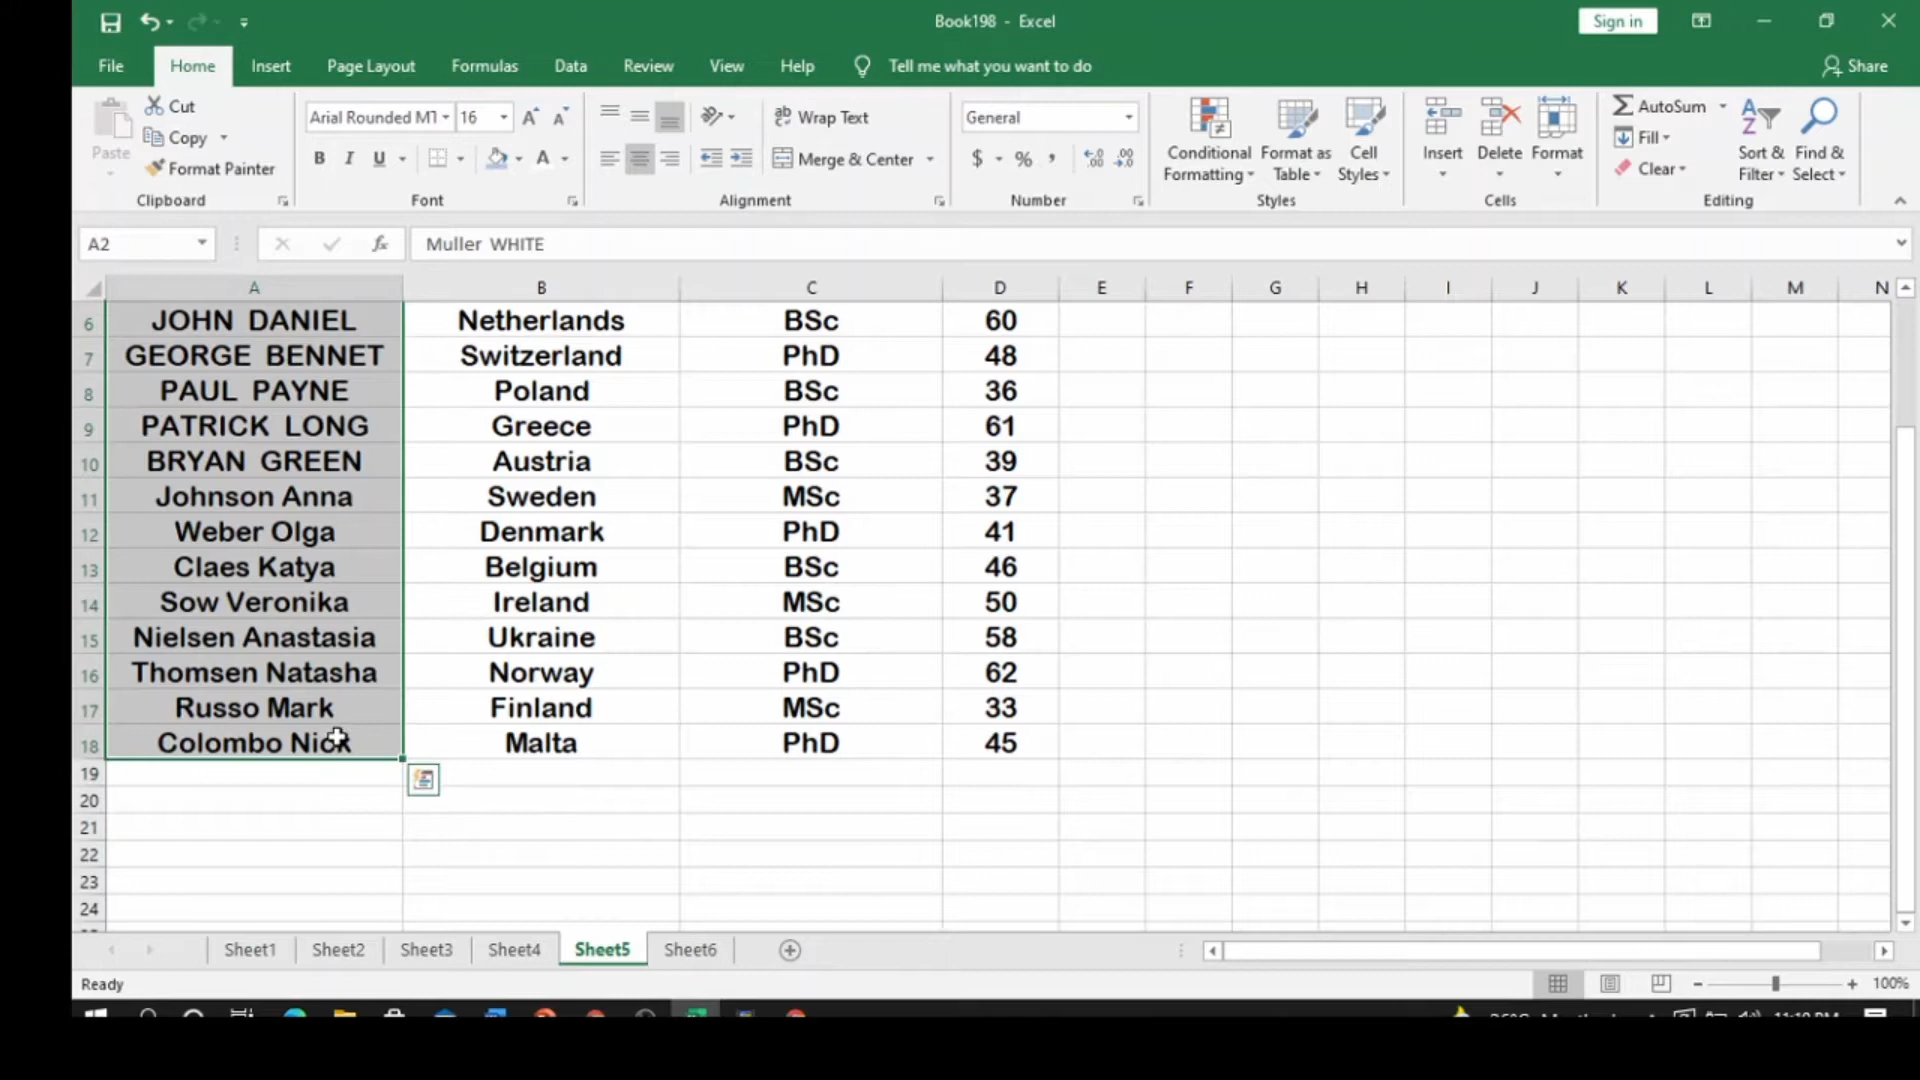 Book198 - Excel
Sign in
File Home Insert Page Layout Formulas Data Review View Help Tell me what you want to do Share
Paste
Cut
Copy
Format Painter
Clipboard
Arial Rounded MT 16
B I U
Font
Wrap Text
Merge & Center
Alignment
General
$ % ,
Number
Conditional Formatting
Format as Table
Cell Styles
Styles
Insert Delete Format
Cells
AutoSum
Fill
Clear
Sort & Filter
Find & Select
Editing
A2 fx Muller WHITE
A B C D E F G H I J K L M N
6 JOHN DANIEL Netherlands BSc 60
7 GEORGE BENNET Switzerland PhD 48
8 PAUL PAYNE Poland BSc 36
9 PATRICK LONG Greece PhD 61
10 BRYAN GREEN Austria BSc 39
11 Johnson Anna Sweden MSc 37
12 Weber Olga Denmark PhD 41
13 Claes Katya Belgium BSc 46
14 Sow Veronika Ireland MSc 50
15 Nielsen Anastasia Ukraine BSc 58
16 Thomsen Natasha Norway PhD 62
17 Russo Mark Finland MSc 33
18 Colombo Nick Malta PhD 45
19
20
21
22
23
24
Sheet1 Sheet2 Sheet3 Sheet4 Sheet5 Sheet6
Ready 100%